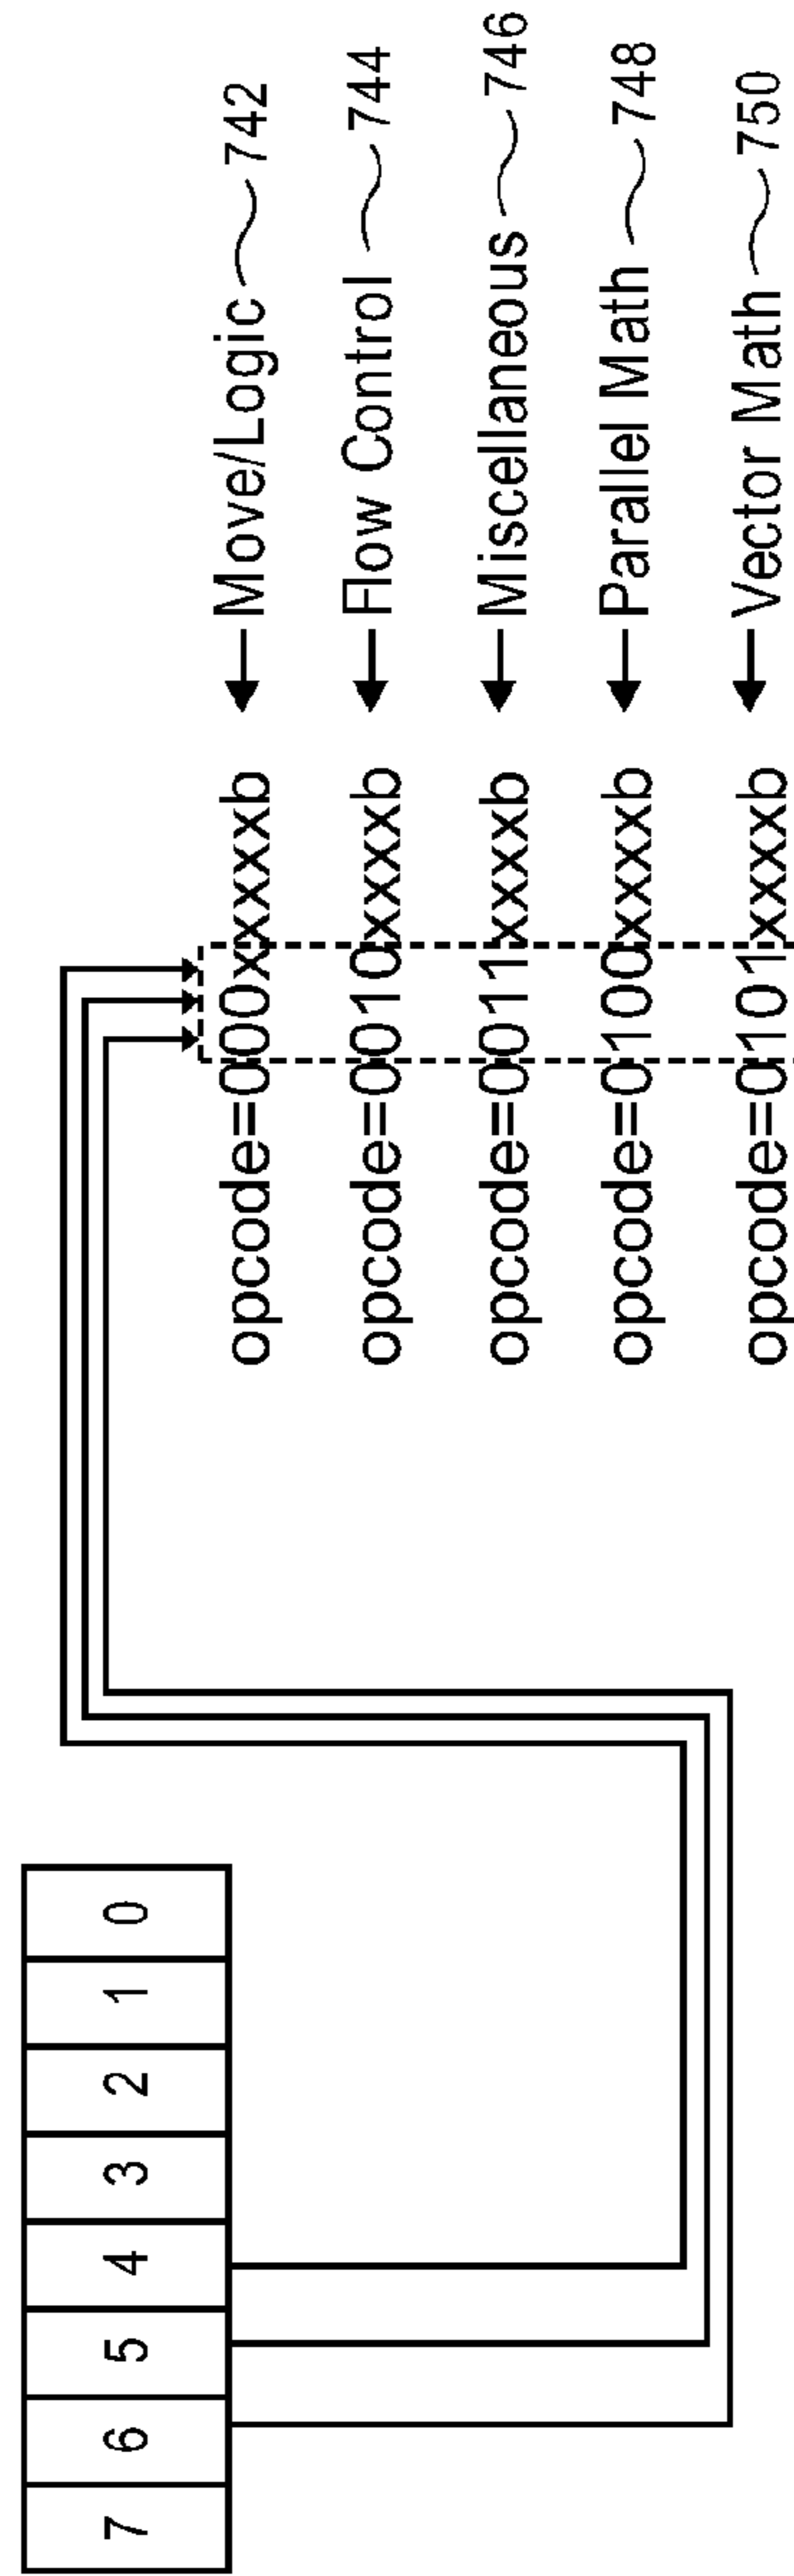 7 6 5 4 3 2 1 0
opcode=000xxxxxb Move/Logic 742
opcode=0010xxxxb Flow Control 744
opcode=0011xxxxb Miscellaneous 746
opcode=0100xxxxb Parallel Math 748
opcode=0101xxxxb Vector Math 750